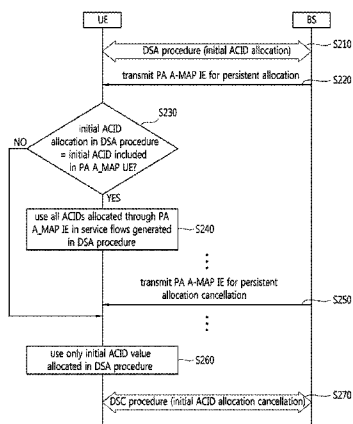 UE
BS
DSA procedure (initial ACID allocation)
S210
transmit PA A-MAP IE for persistent allocation
S220
S230
initial ACID
allocation in DSA procedure
= initial ACID included
in PA A_MAP UE?
NO
YES
use all ACIDs allocated through PA
A_MAP IE in service flows generated
in DSA procedure
S240
transmit PA A-MAP IE for persistent
allocation cancellation
S250
use only initial ACID value
allocated in DSA procedure
S260
DSC procedure (initial ACID allocation cancellation)
S270